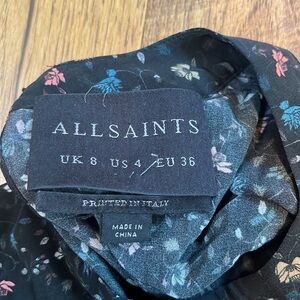 ALLSAINTS
UK 8 US 4 EU 36
PRINTED IN ITALY
MADE IN
CHINA